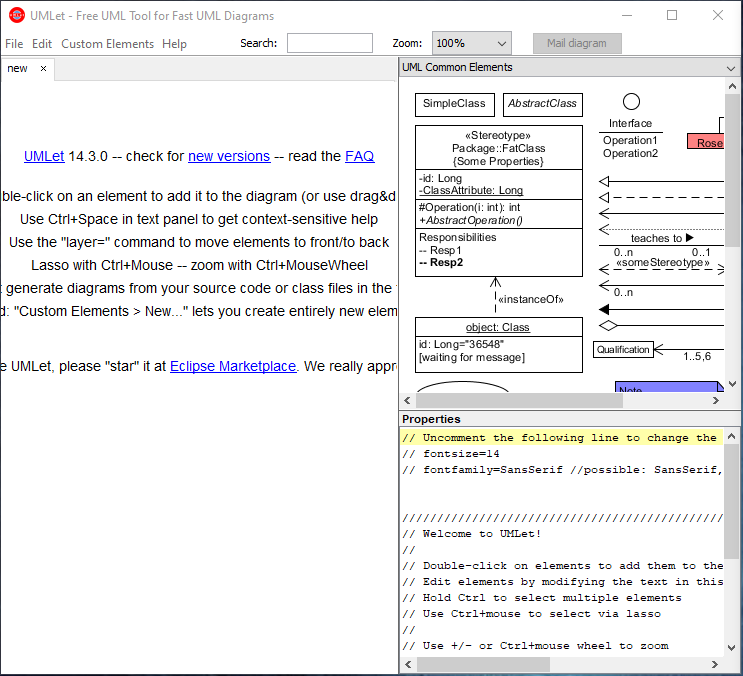 UMLet - Free UML Tool for Fast UML Diagrams
File Edit Custom Elements Help Search: Zoom: 100% Mail diagram
new ×
UMLet 14.3.0 -- check for new versions -- read the FAQ
ble-click on an element to add it to the diagram (or use drag&d
Use Ctrl+Space in text panel to get context-sensitive help
Use the "layer=" command to move elements to front/to back
Lasso with Ctrl+Mouse -- zoom with Ctrl+MouseWheel
generate diagrams from your source code or class files in the
d: "Custom Elements > New..." lets you create entirely new elem
e UMLet, please "star" it at Eclipse Marketplace. We really appr
UML Common Elements
SimpleClass
AbstractClass
«Stereotype»
Package::FatClass
{Some Properties}
-id: Long
-ClassAttribute: Long
#Operation(i: int): int
+AbstractOperation()
Responsibilities
-- Resp1
-- Resp2
«instanceOf»
object: Class
id: Long="36548"
[waiting for message]
Interface
Operation1
Operation2
Rose
teaches to ▶
0..n 0..1
«someStereotype»
0..n
Qualification
1..5,6
Note
Properties
// Uncomment the following line to change the
// fontsize=14
// fontfamily=SansSerif //possible: SansSerif,
////////////////////////////////////////////////
// Welcome to UMLet!
//
// Double-click on elements to add them to the
// Edit elements by modifying the text in this
// Hold Ctrl to select multiple elements
// Use Ctrl+mouse to select via lasso
//
// Use +/- or Ctrl+mouse wheel to zoom